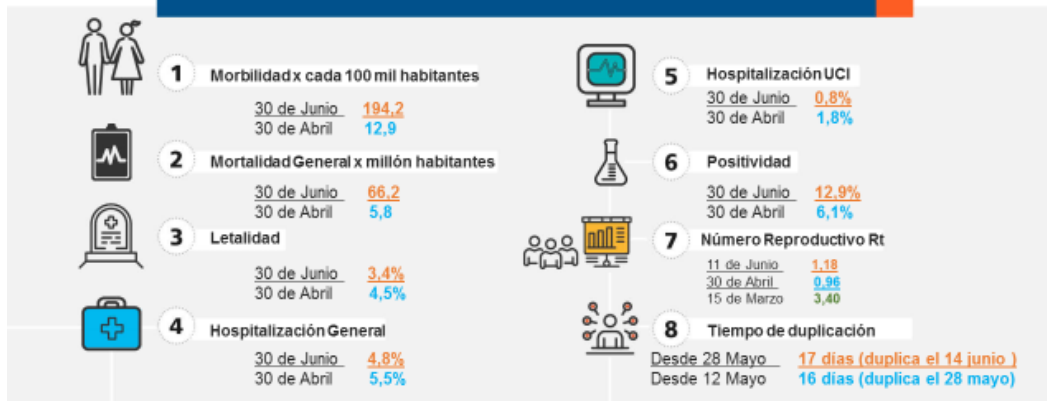 1 Morbilidad x cada 100 mil habitantes
30 de Junio 194,2
30 de Abril 12,9
2 Mortalidad General x millón habitantes
30 de Junio 66,2
30 de Abril 5,8
3 Letalidad
30 de Junio 3,4%
30 de Abril 4,5%
4 Hospitalización General
30 de Junio 4,8%
30 de Abril 5,5%
5 Hospitalización UCI
30 de Junio 0,8%
30 de Abril 1,8%
6 Positividad
30 de Junio 12,9%
30 de Abril 6,1%
7 Número Reproductivo Rt
11 de Junio 1,18
30 de Abril 0,96
15 de Marzo 3,40
8 Tiempo de duplicación
Desde 28 Mayo 17 días (duplica el 14 junio )
Desde 12 Mayo 16 días (duplica el 28 mayo)